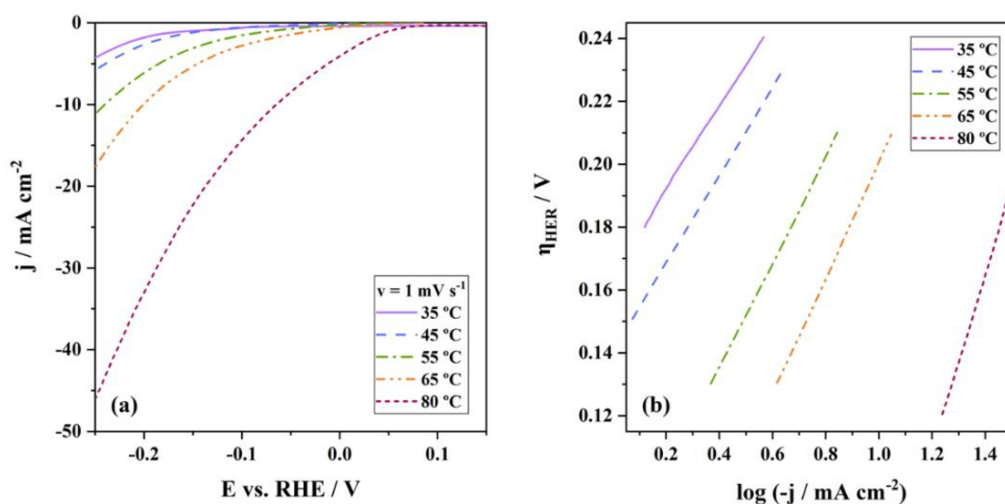 0
-10
-20
-30
-40
-50
j / mA cm⁻²
-0.2
-0.1
0.0
0.1
E vs. RHE / V
v = 1 mV s⁻¹
35 ºC
45 ºC
55 ºC
65 ºC
80 ºC
(a)
0.24
0.22
0.20
0.18
0.16
0.14
0.12
ηHER / V
0.2
0.4
0.6
0.8
1.0
1.2
1.4
log (-j / mA cm⁻²)
35 ºC
45 ºC
55 ºC
65 ºC
80 ºC
(b)